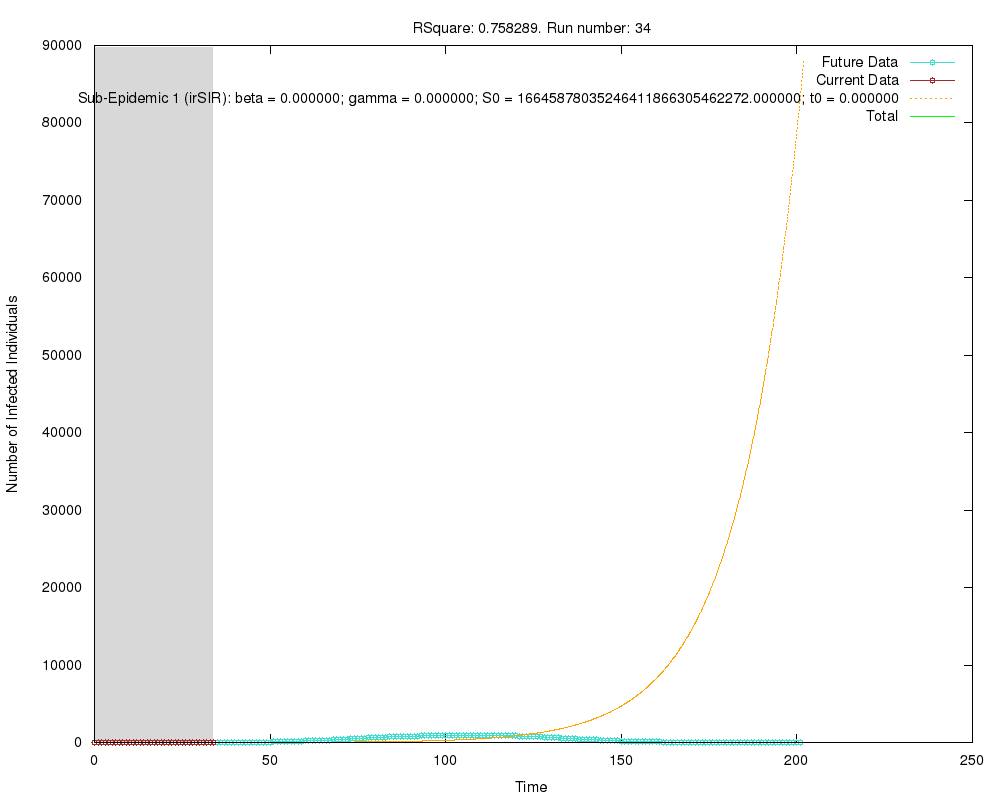 RSquare: 0.758289. Run number: 34
90000
80000
70000
60000
50000
40000
30000
20000
10000
0
Number of Infected Individuals
Future Data
Current Data
Sub-Epidemic 1 (irSIR): beta = 0.000000; gamma = 0.000000; S0 = 16645878035246411866305462272.000000; t0 = 0.000000
Total
0 50 100 150 200 250
Time